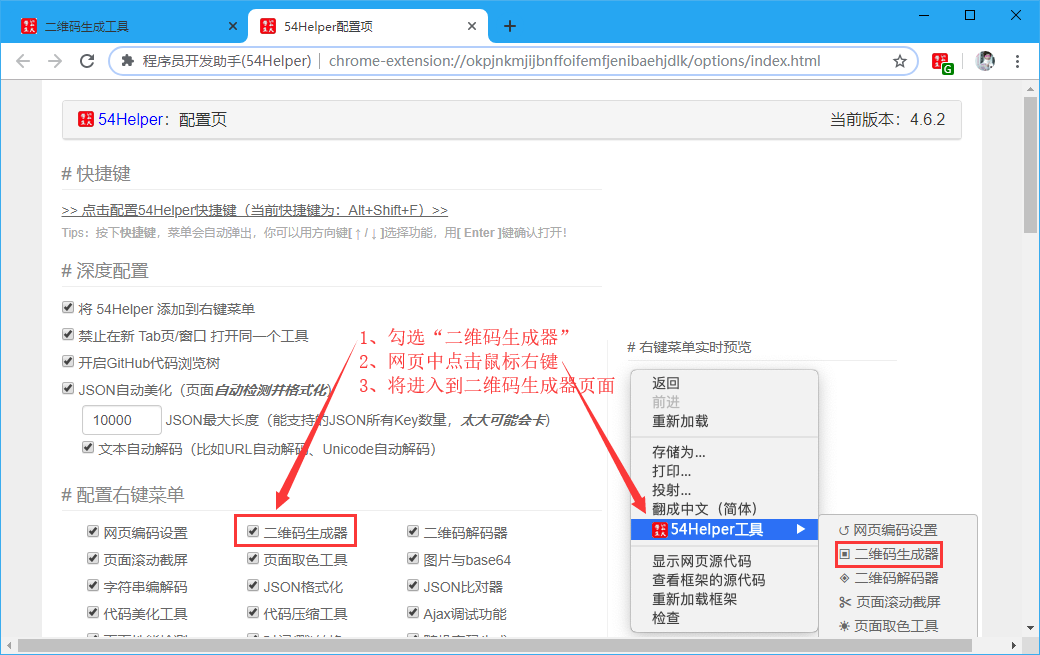 二维码生成工具
54Helper配置项
程序员开发助手(54Helper) | chrome-extension://okpjnkmjijbnffoifemfjenibaehjdlk/options/index.html
54Helper：配置页
当前版本：4.6.2
# 快捷键
>> 点击配置54Helper快捷键（当前快捷键为：Alt+Shift+F）>>
Tips：按下快捷键，菜单会自动弹出，你可以用方向键[ ↑ / ↓ ]选择功能，用[ Enter ]键确认打开！
# 深度配置
将 54Helper 添加到右键菜单
禁止在新 Tab页/窗口 打开同一个工具
开启GitHub代码浏览树
JSON自动美化（页面自动检测并格式化）
10000 JSON最大长度（能支持的JSON所有Key数量，太大可能会卡）
文本自动解码（比如URL自动解码、Unicode自动解码）
1、勾选“二维码生成器”
2、网页中点击鼠标右键
3、将进入到二维码生成器页面
# 配置右键菜单
网页编码设置 二维码生成器 二维码解码器
页面滚动截屏 页面取色工具 图片与base64
字符串编解码 JSON格式化 JSON比对器
代码美化工具 代码压缩工具 Ajax调试功能
# 右键菜单实时预览
返回
前进
重新加载
存储为...
打印...
投射...
翻成中文（简体）
54Helper工具
显示网页源代码
查看框架的源代码
重新加载框架
检查
网页编码设置
二维码生成器
二维码解码器
页面滚动截屏
页面取色工具